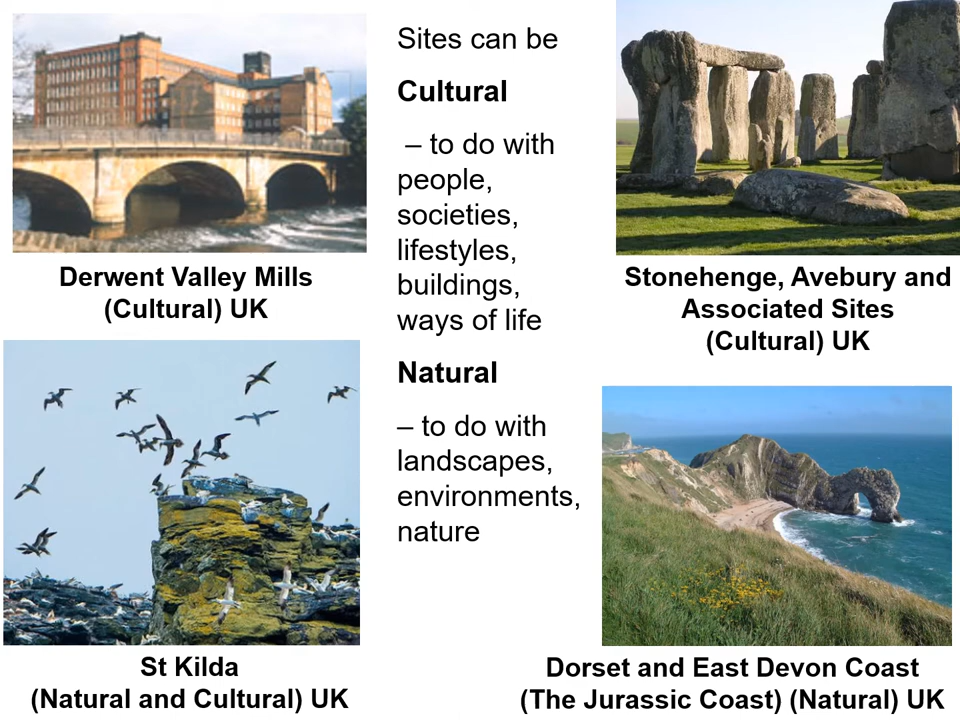 Sites can be
Cultural
– to do with
people,
societies,
lifestyles,
buildings,
ways of life
Natural
– to do with
landscapes,
environments,
nature
Derwent Valley Mills
(Cultural) UK
Stonehenge, Avebury and
Associated Sites
(Cultural) UK
St Kilda
(Natural and Cultural) UK
Dorset and East Devon Coast
(The Jurassic Coast) (Natural) UK